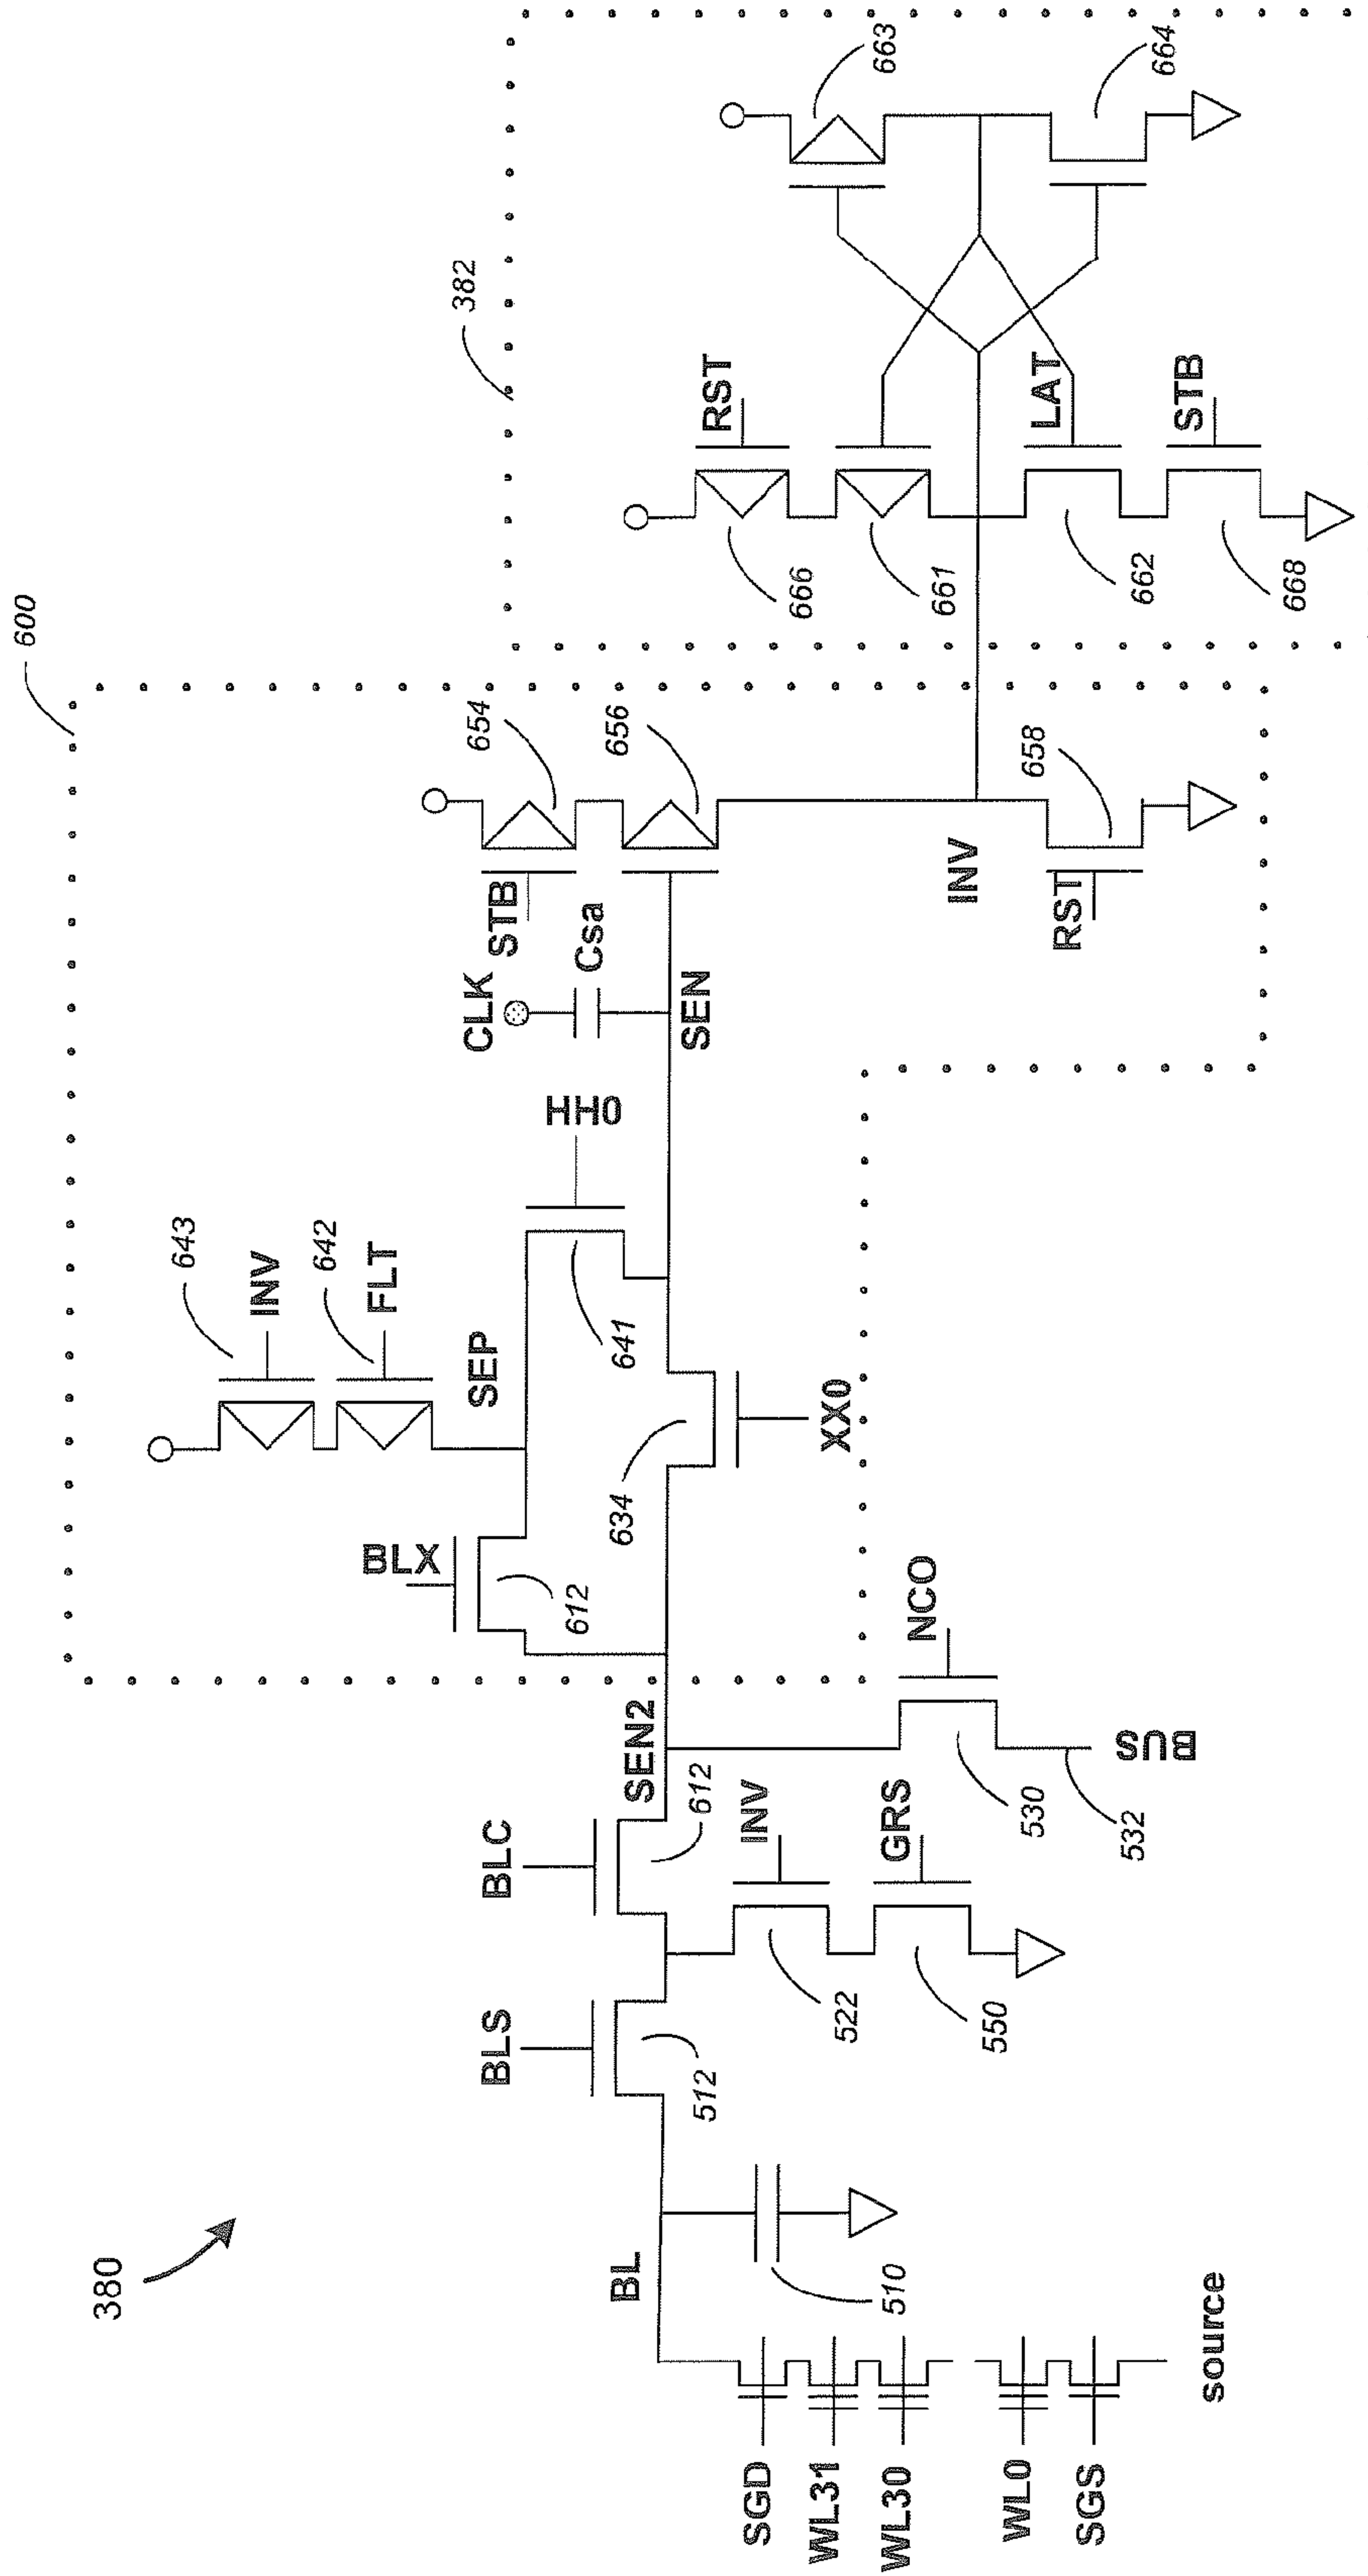 380
600
382
643
INV
642
FLT
SEP
BLX
612
641
HH0
634
XX0
CLK
Csa
STB
654
656
SEN
INV
RST
658
RST
666
661
LAT
662
STB
668
663
664
BLS
512
BLC
612
SEN2
INV
522
GRS
550
NCO
530
532
BUS
BL
510
SGD
WL31
WL30
WL0
SGS
source